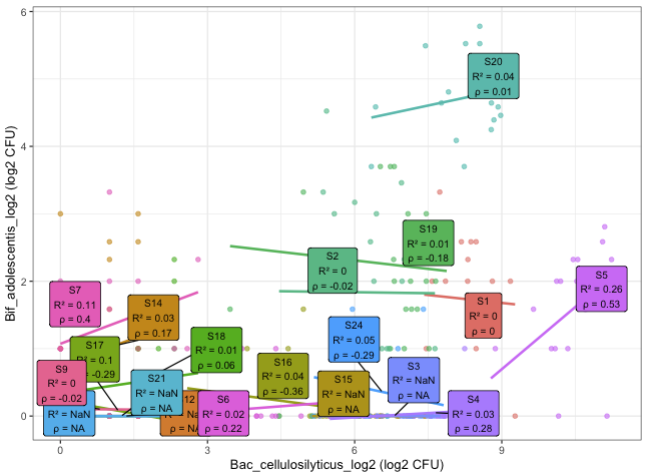 6
4
2
0
0
3
6
9
Bif_adolescentis_log2 (log2 CFU)
Bac_cellulosilyticus_log2 (log2 CFU)
S20
R² = 0.04
ρ = 0.01
S19
R² = 0.01
ρ = -0.18
S2
R² = 0
ρ = -0.02
S5
R² = 0.26
ρ = 0.53
S1
R² = 0
ρ = 0
S7
R² = 0.11
ρ = 0.4
S14
R² = 0.03
ρ = 0.17
S17
= 0.1
-0.29
S18
R² = 0.01
ρ = 0.06
S24
R² = 0.05
ρ = -0.29
S9
R² = 0
ρ = -0.02
S21
R² = NaN
ρ = NA
S16
R² = 0.04
ρ = -0.36
S15
R² = NaN
ρ = NA
S3
R² = NaN
ρ = NA
R² = NaN
ρ = NA
12
S6
R² = 0.02
ρ = 0.22
S4
R² = 0.03
ρ = 0.28